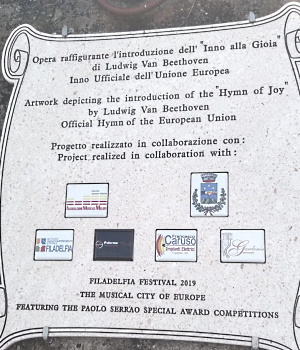 Opera raffigurante l'introduzione dell' "Inno alla Gioia"
di Ludwig Van Beethoven
Inno Ufficiale dell'Unione Europea
Artwork depicting the introduction of the "Hymn of Joy"
by Ludwig Van Beethoven
Official Hymn of the European Union
Progetto realizzato in collaborazione con:
Project realized in collaboration with:
FILADELFIA
Caruso
Impianti Elettrici
FILADELFIA FESTIVAL 2019
THE MUSICAL CITY OF EUROPE
FEATURING THE PAOLO SERRAO SPECIAL AWARD COMPETITIONS